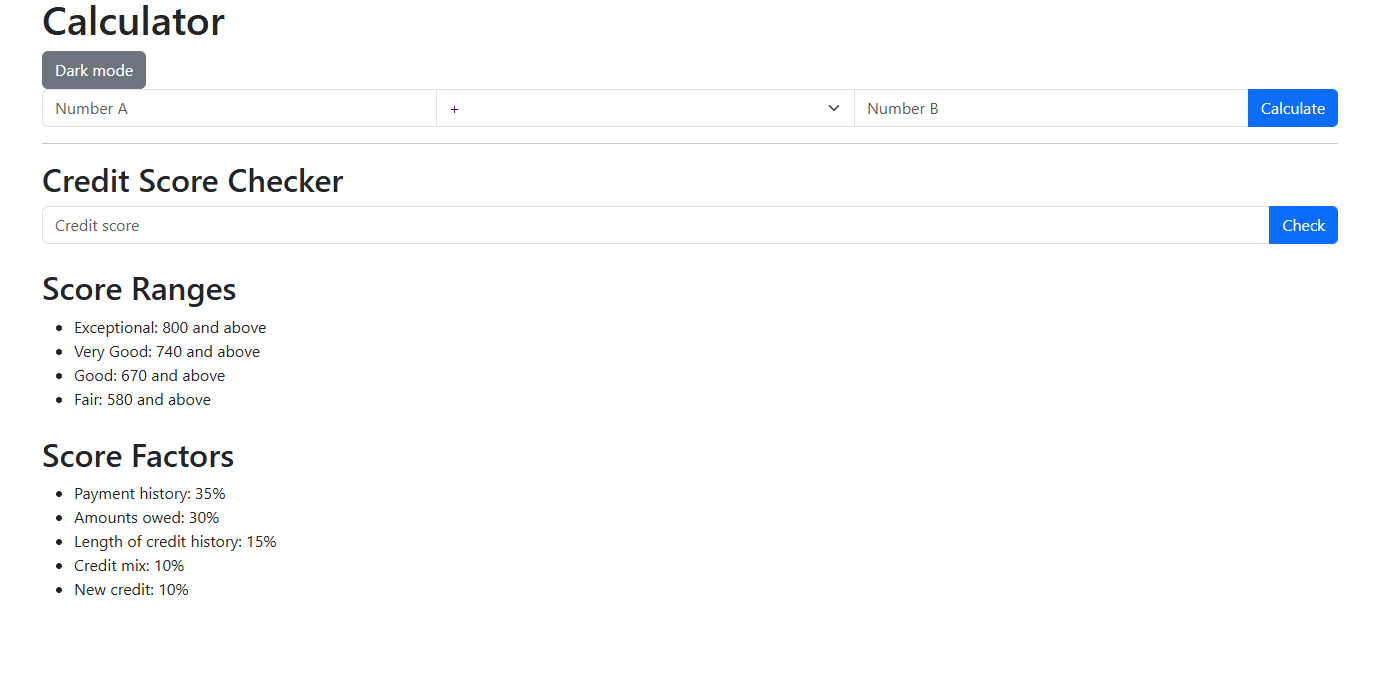 Calculator
Dark mode
Number A + Number B Calculate
Credit Score Checker
Credit score Check
Score Ranges
Exceptional: 800 and above
Very Good: 740 and above
Good: 670 and above
Fair: 580 and above
Score Factors
Payment history: 35%
Amounts owed: 30%
Length of credit history: 15%
Credit mix: 10%
New credit: 10%